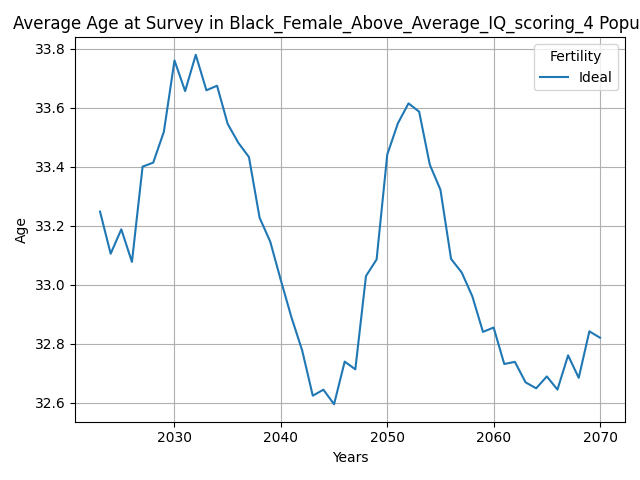 Average Age at Survey in Black_Female_Above_Average_IQ_scoring_4 Popu
33.8
33.6
33.4
33.2
33.0
32.8
32.6
Age
Fertility
Ideal
2030 2040 2050 2060 2070
Years